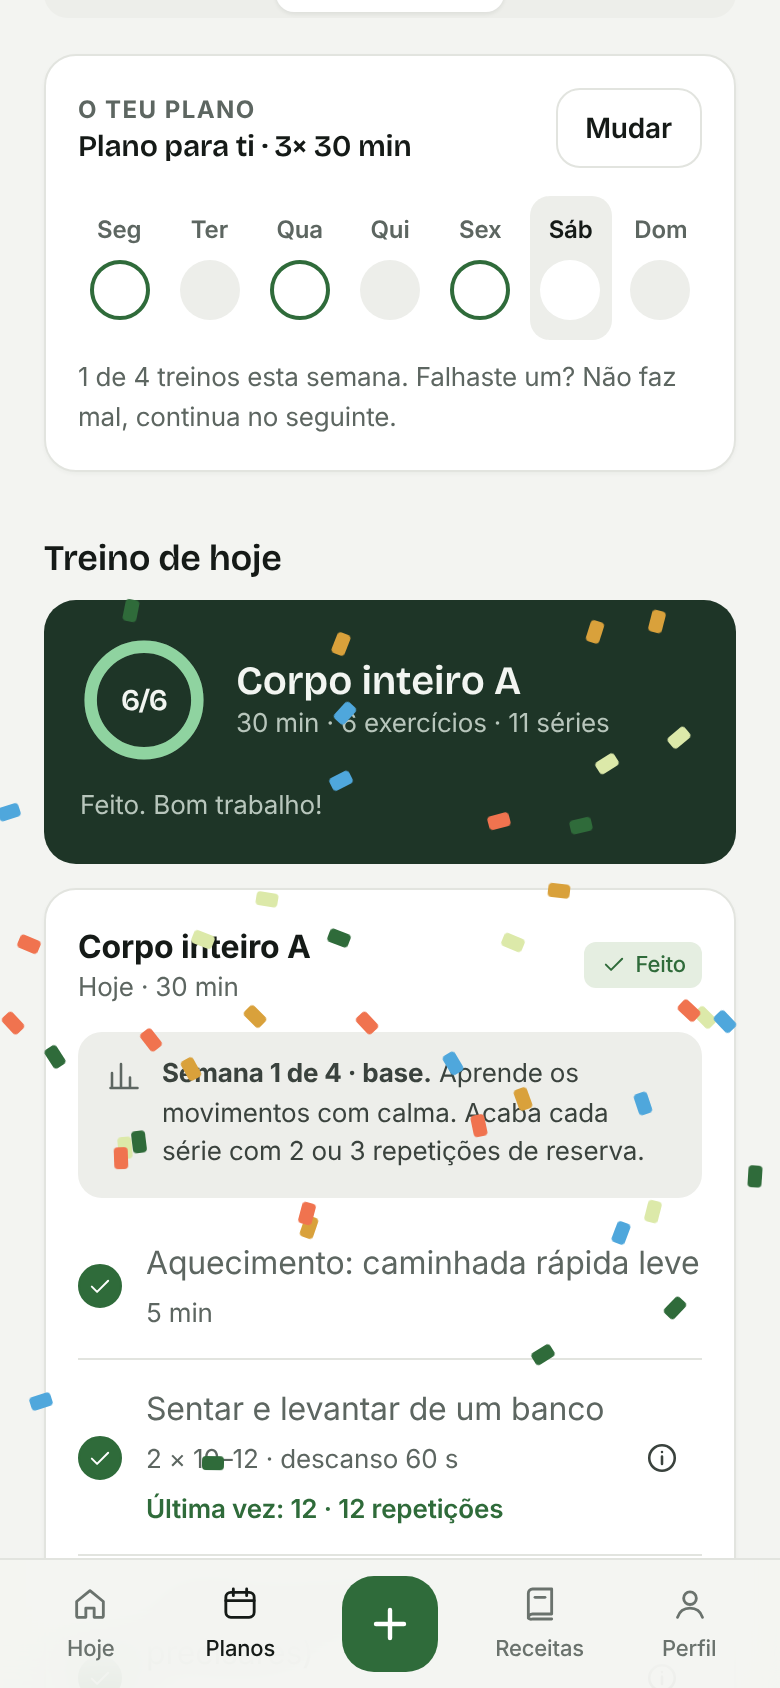 O TEU PLANO
Plano para ti · 3× 30 min
Mudar
Seg Ter Qua Qui Sex Sáb Dom
1 de 4 treinos esta semana. Falhaste um? Não faz
mal, continua no seguinte.
Treino de hoje
6/6
Corpo inteiro A
30 min · 6 exercícios · 11 séries
Feito. Bom trabalho!
Corpo inteiro A
Hoje · 30 min
Feito
Semana 1 de 4 · base. Aprende os
movimentos com calma. Acaba cada
série com 2 ou 3 repetições de reserva.
Aquecimento: caminhada rápida leve
5 min
Sentar e levantar de um banco
2 × 10–12 · descanso 60 s
Última vez: 12 · 12 repetições
Hoje
Planos
Receitas
Perfil